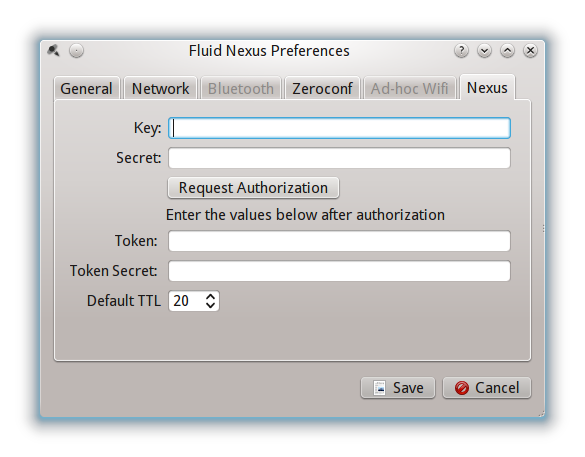 Fluid Nexus Preferences
General Network Bluetooth Zeroconf Ad-hoc Wifi Nexus
Key:
Secret:
Request Authorization
Enter the values below after authorization
Token:
Token Secret:
Default TTL 20
Save Cancel